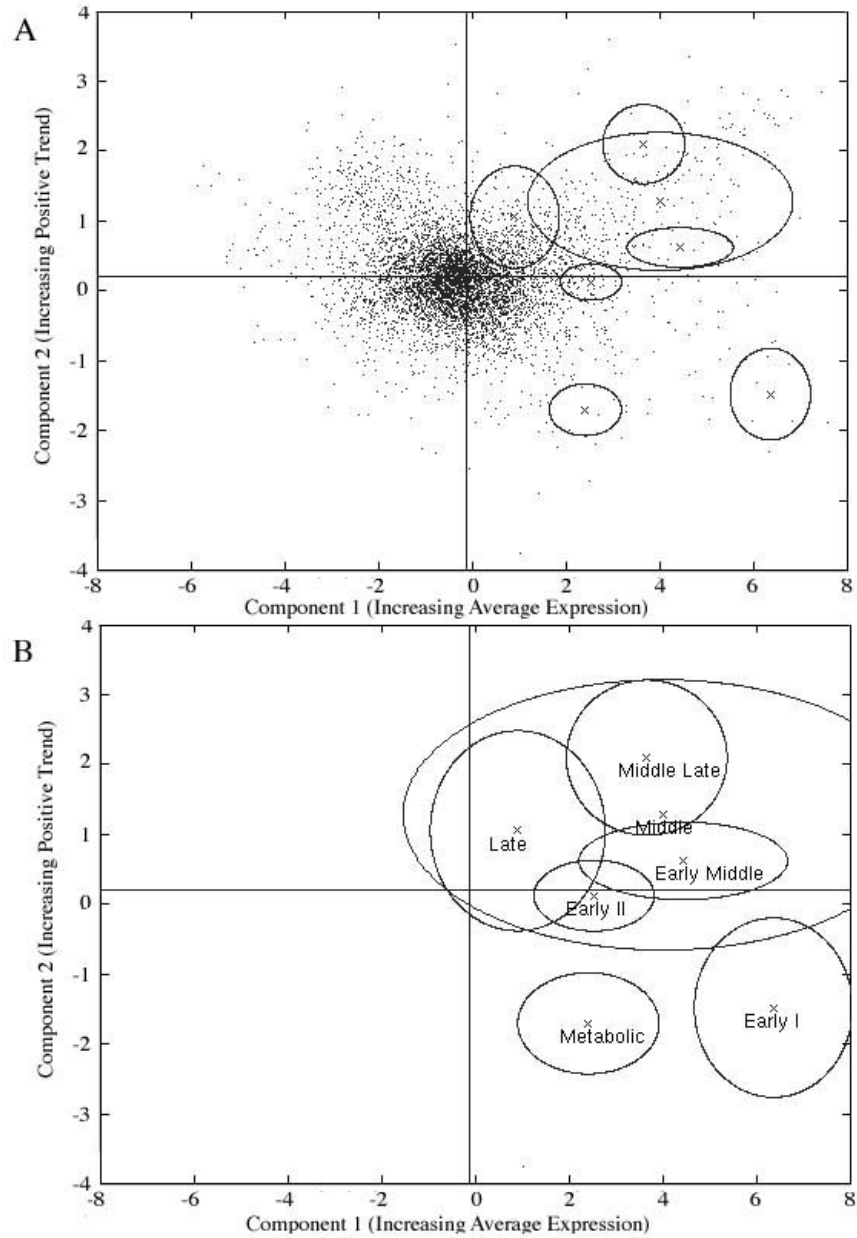 A
4
3
2
1
0
-1
-2
-3
-4
Component 2 (Increasing Positive Trend)
-8
-6
-4
-2
0
2
4
6
8
Component 1 (Increasing Average Expression)
B
4
3
2
1
0
-1
-2
-3
-4
Component 2 (Increasing Positive Trend)
Middle Late
Middle
Late
Early Middle
Early II
Metabolic
Early I
-8
-6
-4
-2
0
2
4
6
8
Component 1 (Increasing Average Expression)